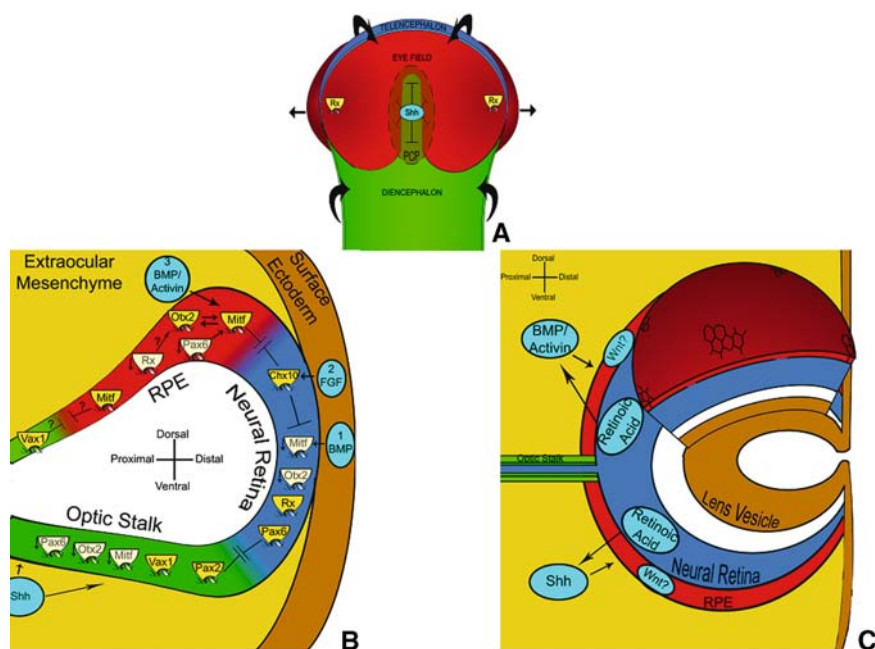 TELENCEPHALON
EYE FIELD
Rx
Rx
Shh
PCP
DIENCEPHALON
A
Extraocular
Mesenchyme
3
BMP/
Activin
Surface
Ectoderm
Otx2
Mitf
Rx
Pax6
?
RPE
Mitf
?
?
Vax1
Chx10
2
FGF
Neural Retina
Mitf
1
BMP
Otx2
Rx
Pax6
Dorsal
Proximal
Distal
Ventral
Optic Stalk
Pax6
Otx2
Mitf
Vax1
Pax2
Shh
B
Dorsal
Proximal
Distal
Ventral
BMP/
Activin
Wnt?
Retinoic
Acid
Optic Stalk
Lens Vesicle
Retinoic
Acid
Shh
Wnt?
Neural Retina
RPE
C